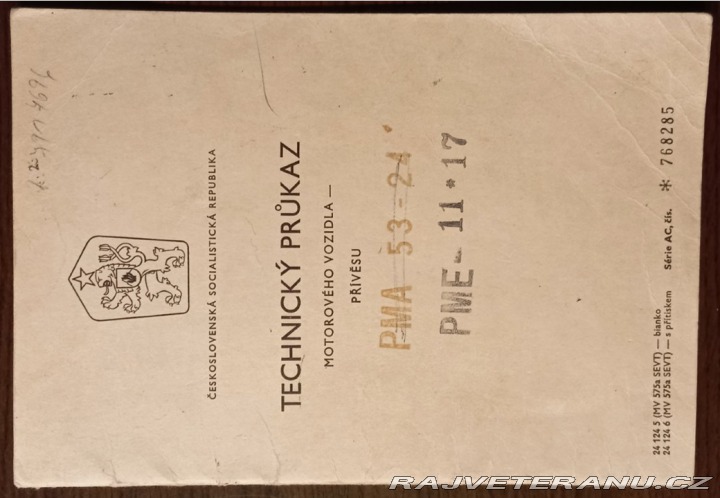 ČESKOSLOVENSKÁ SOCIALISTICKÁ REPUBLIKA
TECHNICKÝ PRŮKAZ
MOTOROVÉHO VOZIDLA —
PŘÍVĚSU
PMA 53-24
PME- 11•17
24 124 5 (MV 575a SEVT) — bianko
24 124 6 (MV 575a SEVT) — s přítiskem
Série AC, čís. * 768285
RAJVETERANU.CZ